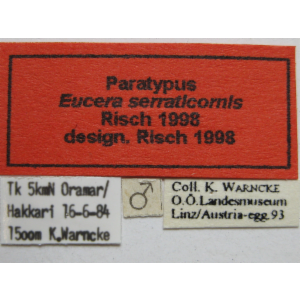 Paratypus
Eucera serraticornis
Risch 1998
design. Risch 1998
Tk 5kmN Oramar/
Hakkari 16-6-84
1500m K.Warncke
♂
Coll. K. WARNCKE
O.Ö.Landesmuseum
Linz/Austria-egg.93